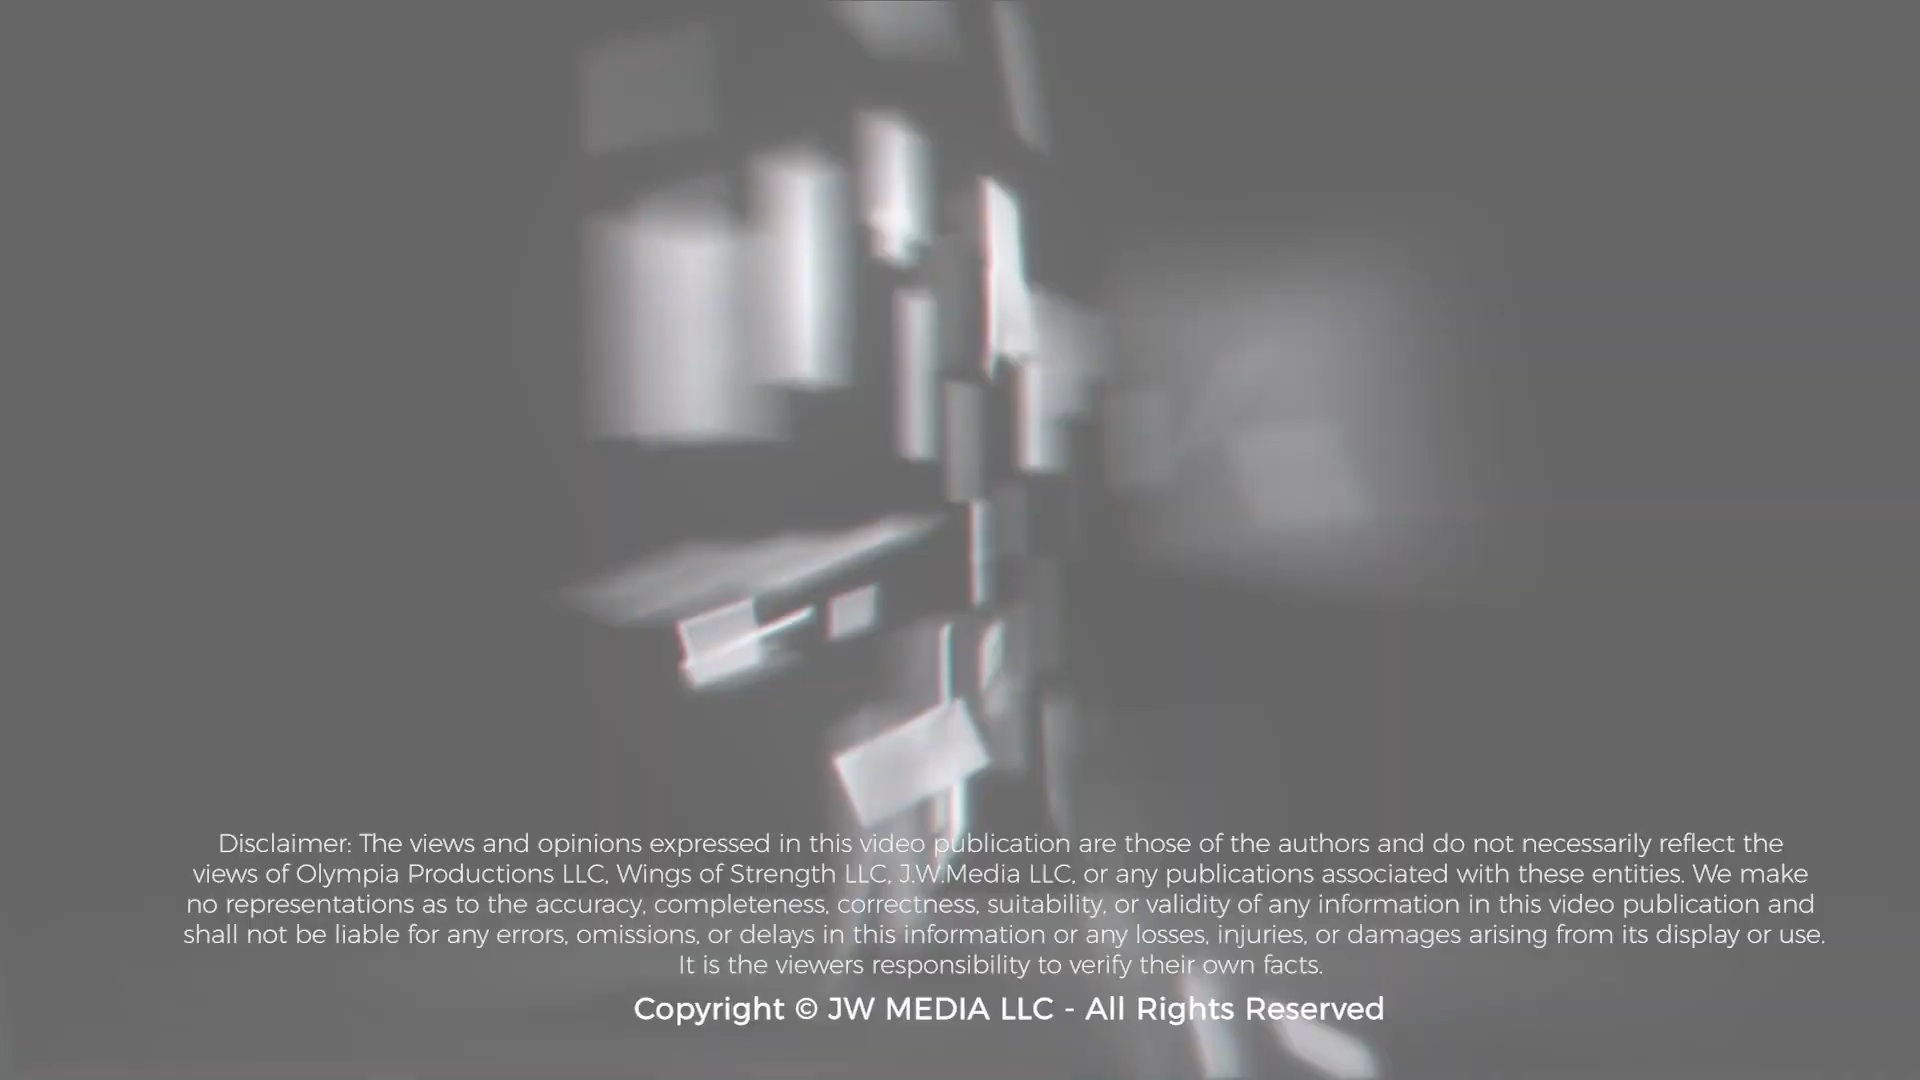 Disclaimer: The views and opinions expressed in this video publication are those of the authors and do not necessarily reflect the
views of Olympia Productions LLC, Wings of Strength LLC, J.W.Media LLC, or any publications associated with these entities. We make
no representations as to the accuracy, completeness, correctness, suitability, or validity of any information in this video publication and
shall not be liable for any errors, omissions, or delays in this information or any losses, injuries, or damages arising from its display or use.
It is the viewers responsibility to verify their own facts.
Copyright © JW MEDIA LLC - All Rights Reserved